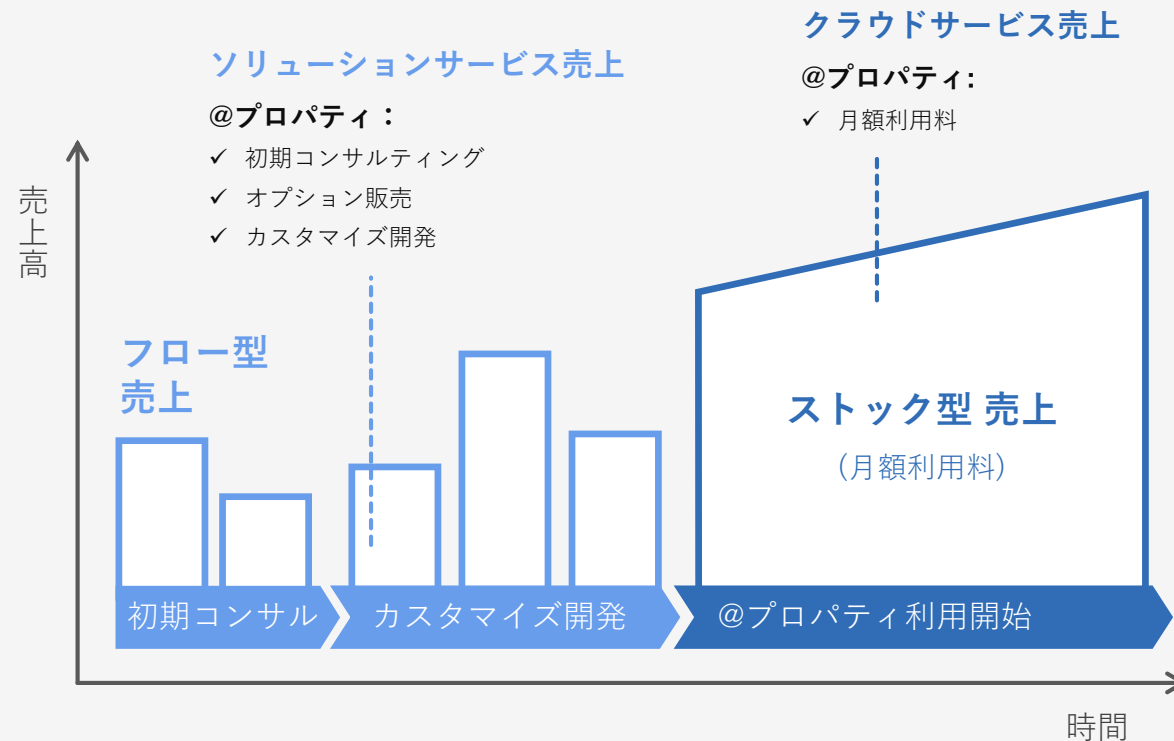 クラウドサービス売上
@プロパティ:
✓ 月額利用料
ソリューションサービス売上
@プロパティ：
✓ 初期コンサルティング
✓ オプション販売
✓ カスタマイズ開発
売上高
フロー型
売上
ストック型 売上
(月額利用料)
初期コンサル
カスタマイズ開発
@プロパティ利用開始
時間